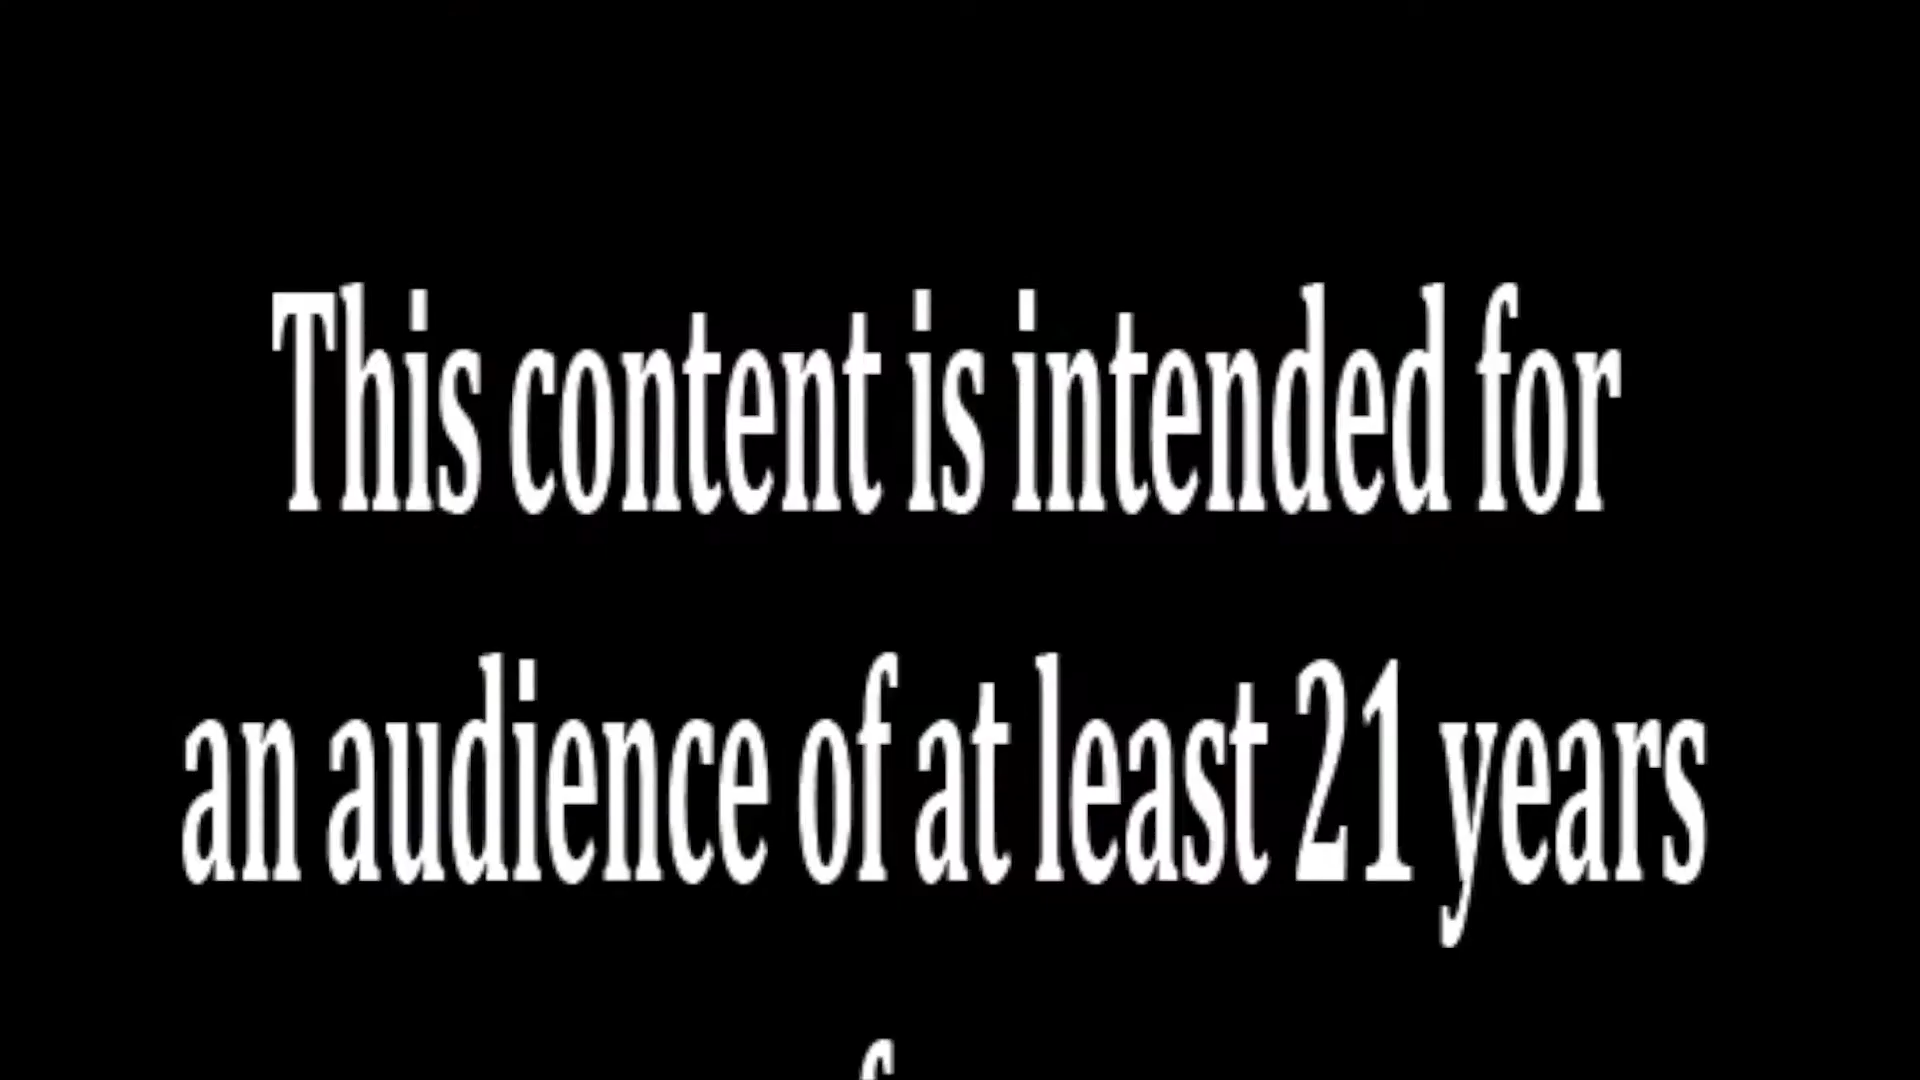 This content is intended for
an audience of at least 21 years